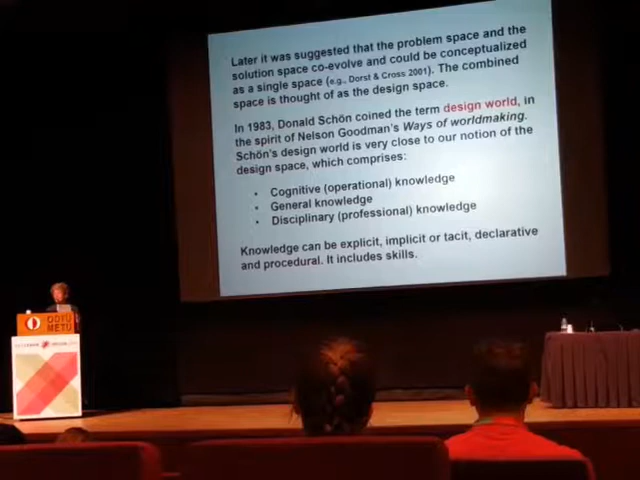 Later it was suggested that the problem space and the
solution space co-evolve and could be conceptualized
as a single space (e.g., Dorst & Cross 2001). The combined
space is thought of as the design space.
In 1983, Donald Schön coined the term design world, in
the spirit of Nelson Goodman's Ways of worldmaking.
Schön's design world is very close to our notion of the
design space, which comprises:
• Cognitive (operational) knowledge
• General knowledge
• Disciplinary (professional) knowledge
Knowledge can be explicit, implicit or tacit, declarative
and procedural. It includes skills.
ODTÜ
METU